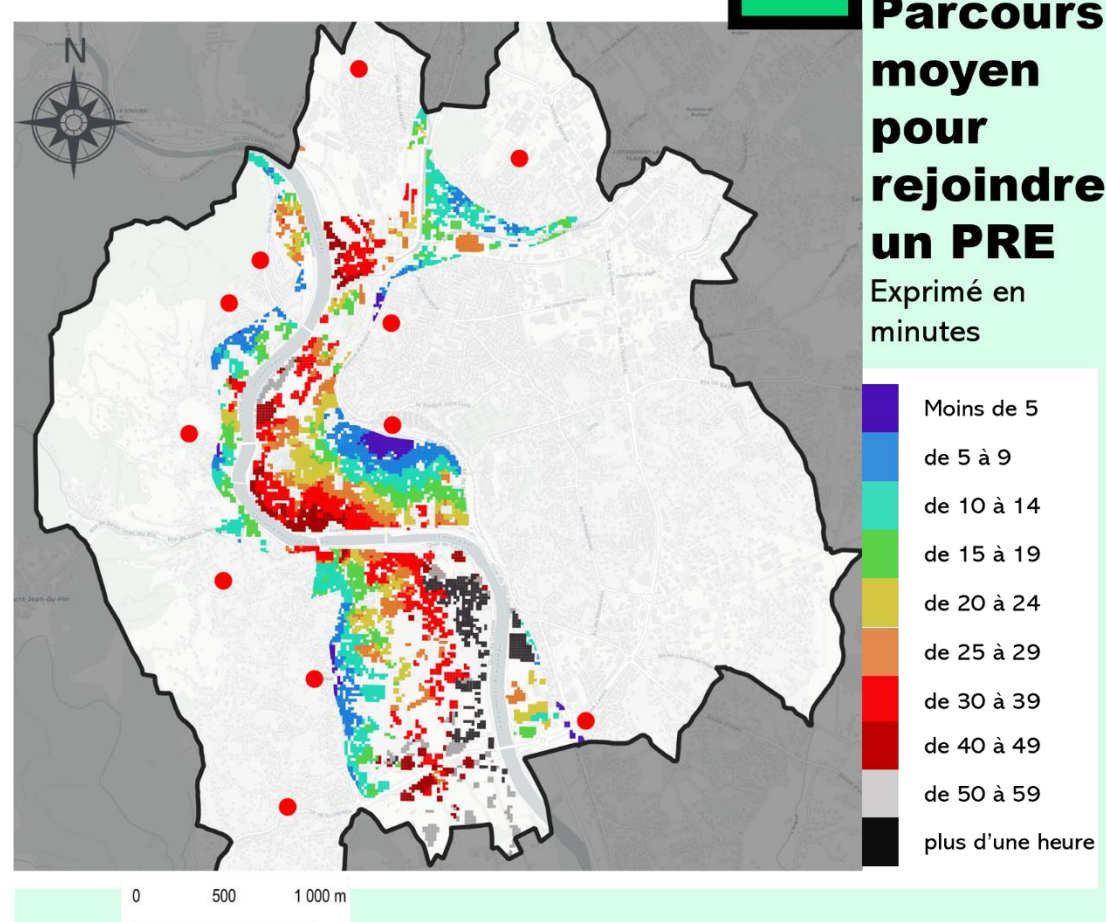 Parcours
moyen
pour
rejoindre
un PRE
Exprimé en
minutes
N
Moins de 5
de 5 à 9
de 10 à 14
de 15 à 19
de 20 à 24
de 25 à 29
de 30 à 39
de 40 à 49
de 50 à 59
plus d'une heure
0 500 1 000 m